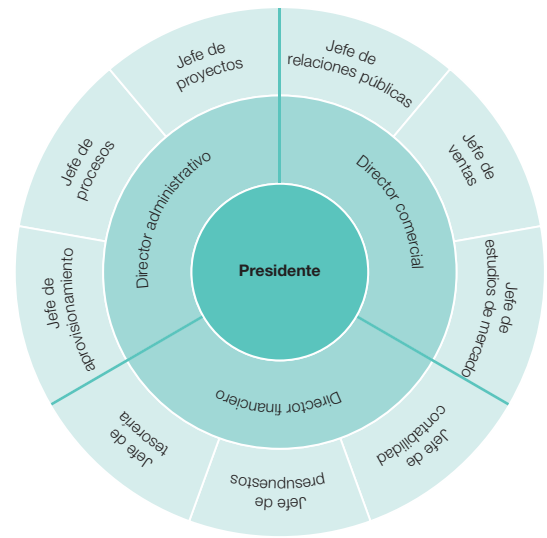 Presidente
Director comercial
Jefe de
relaciones públicas
Jefe de
ventas
Jefe de
estudios de mercado
Director financiero
Jefe de
contabilidad
Jefe de
presupuestos
Jefe de
tesorería
Director administrativo
Jefe de
aprovisionamiento
Jefe de
procesos
Jefe de
proyectos